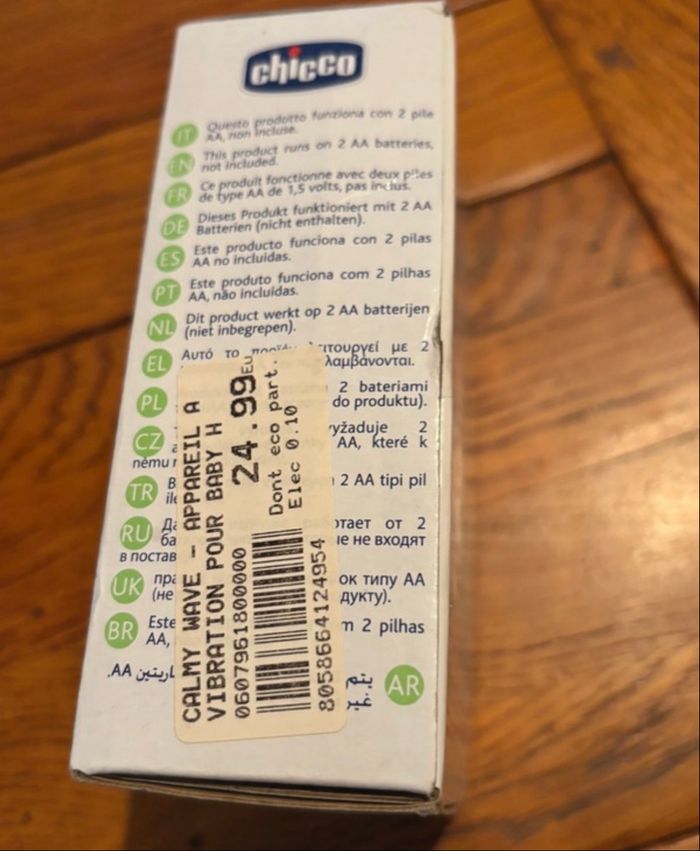 chicco
IT Questo prodotto funziona con 2 pile
AA, non incluse.
EN This product runs on 2 AA batteries,
not included.
FR Ce produit fonctionne avec deux piles
de type AA de 1,5 volts, pas inclus.
DE Dieses Produkt funktioniert mit 2 AA
Batterien (nicht enthalten).
ES Este producto funciona con 2 pilas
AA no incluidas.
PT Este produto funciona com 2 pilhas
AA, não incluídas.
NL Dit product werkt op 2 AA batterijen
(niet inbegrepen).
EL Αυτό το με 2
PL 2 bateriami
do produktu).
CZ 2
AA, které k
němu
TR 2 AA tipi pil
RU от 2
не входят
в
UK типу AA
(не
BR Este 2 pilhas
AA,
AR
.AA
CALMY WAVE - APPAREIL A
VIBRATION POUR BABY H
24.99EU
Dont eco part.
Elec 0.10
0607961800000
8058664124954